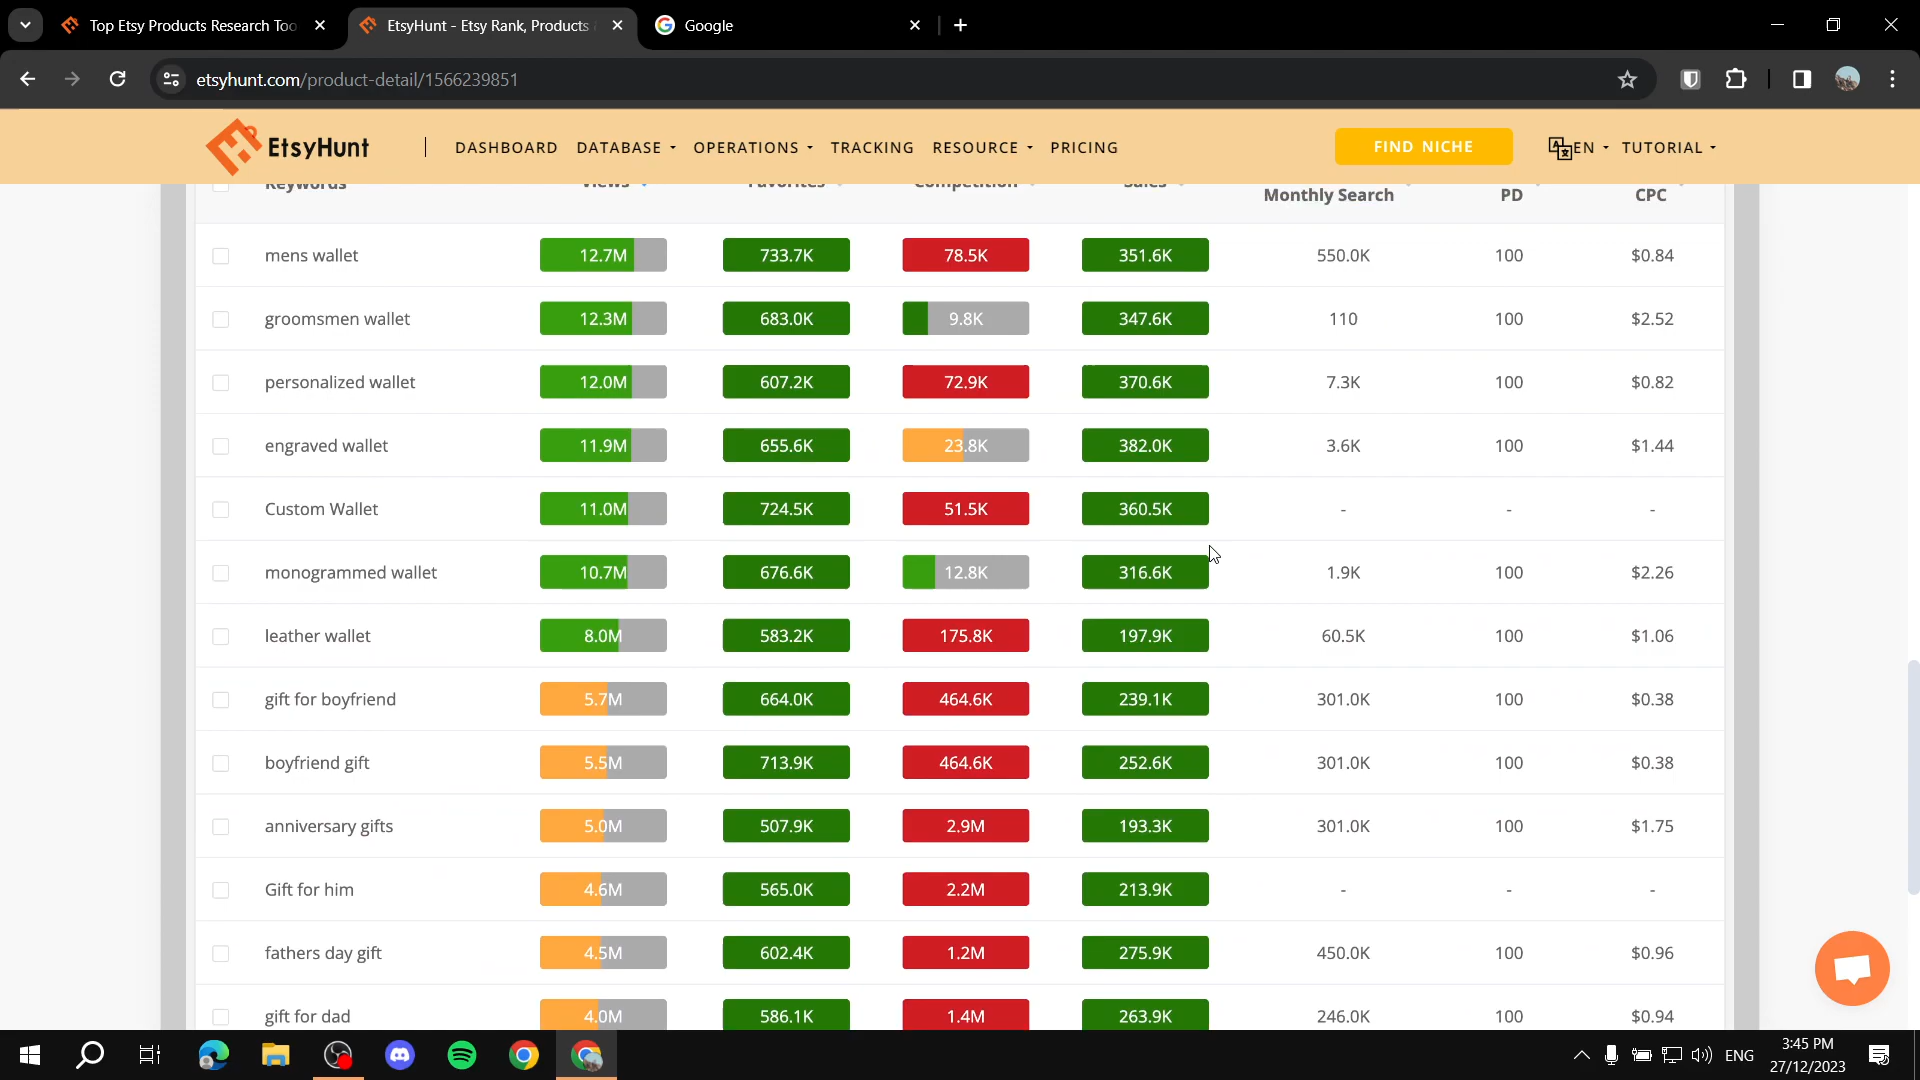 Top Etsy Products Research Too
EtsyHunt - Etsy Rank, Products
Google
etsyhunt.com/product-detail/1566239851
EtsyHunt
DASHBOARD DATABASE OPERATIONS TRACKING RESOURCE PRICING
FIND NICHE
EN TUTORIAL
Keywords Views Favorites Competition Sales Monthly Search PD CPC
mens wallet 12.7M 733.7K 78.5K 351.6K 550.0K 100 $0.84
groomsmen wallet 12.3M 683.0K 9.8K 347.6K 110 100 $2.52
personalized wallet 12.0M 607.2K 72.9K 370.6K 7.3K 100 $0.82
engraved wallet 11.9M 655.6K 23.8K 382.0K 3.6K 100 $1.44
Custom Wallet 11.0M 724.5K 51.5K 360.5K - - -
monogrammed wallet 10.7M 676.6K 12.8K 316.6K 1.9K 100 $2.26
leather wallet 8.0M 583.2K 175.8K 197.9K 60.5K 100 $1.06
gift for boyfriend 5.7M 664.0K 464.6K 239.1K 301.0K 100 $0.38
boyfriend gift 5.5M 713.9K 464.6K 252.6K 301.0K 100 $0.38
anniversary gifts 5.0M 507.9K 2.9M 193.3K 301.0K 100 $1.75
Gift for him 4.6M 565.0K 2.2M 213.9K - - -
fathers day gift 4.5M 602.4K 1.2M 275.9K 450.0K 100 $0.96
gift for dad 4.0M 586.1K 1.4M 263.9K 246.0K 100 $0.94
ENG
3:45 PM
27/12/2023